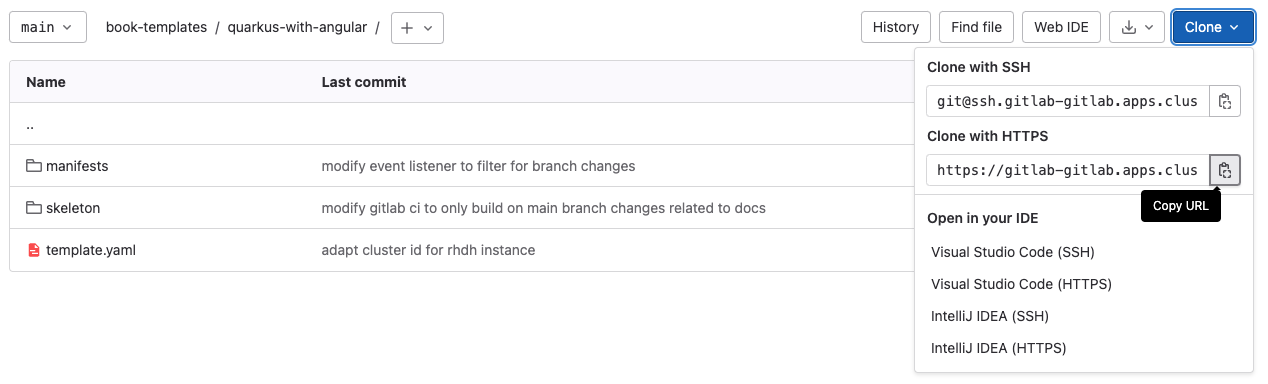 main book-templates / quarkus-with-angular / + History Find file Web IDE Clone
Name Last commit
..
manifests modify event listener to filter for branch changes
skeleton modify gitlab ci to only build on main branch changes related to docs
template.yaml adapt cluster id for rhdh instance
Clone with SSH
git@ssh.gitlab-gitlab.apps.clus
Clone with HTTPS
https://gitlab-gitlab.apps.clus
Copy URL
Open in your IDE
Visual Studio Code (SSH)
Visual Studio Code (HTTPS)
IntelliJ IDEA (SSH)
IntelliJ IDEA (HTTPS)